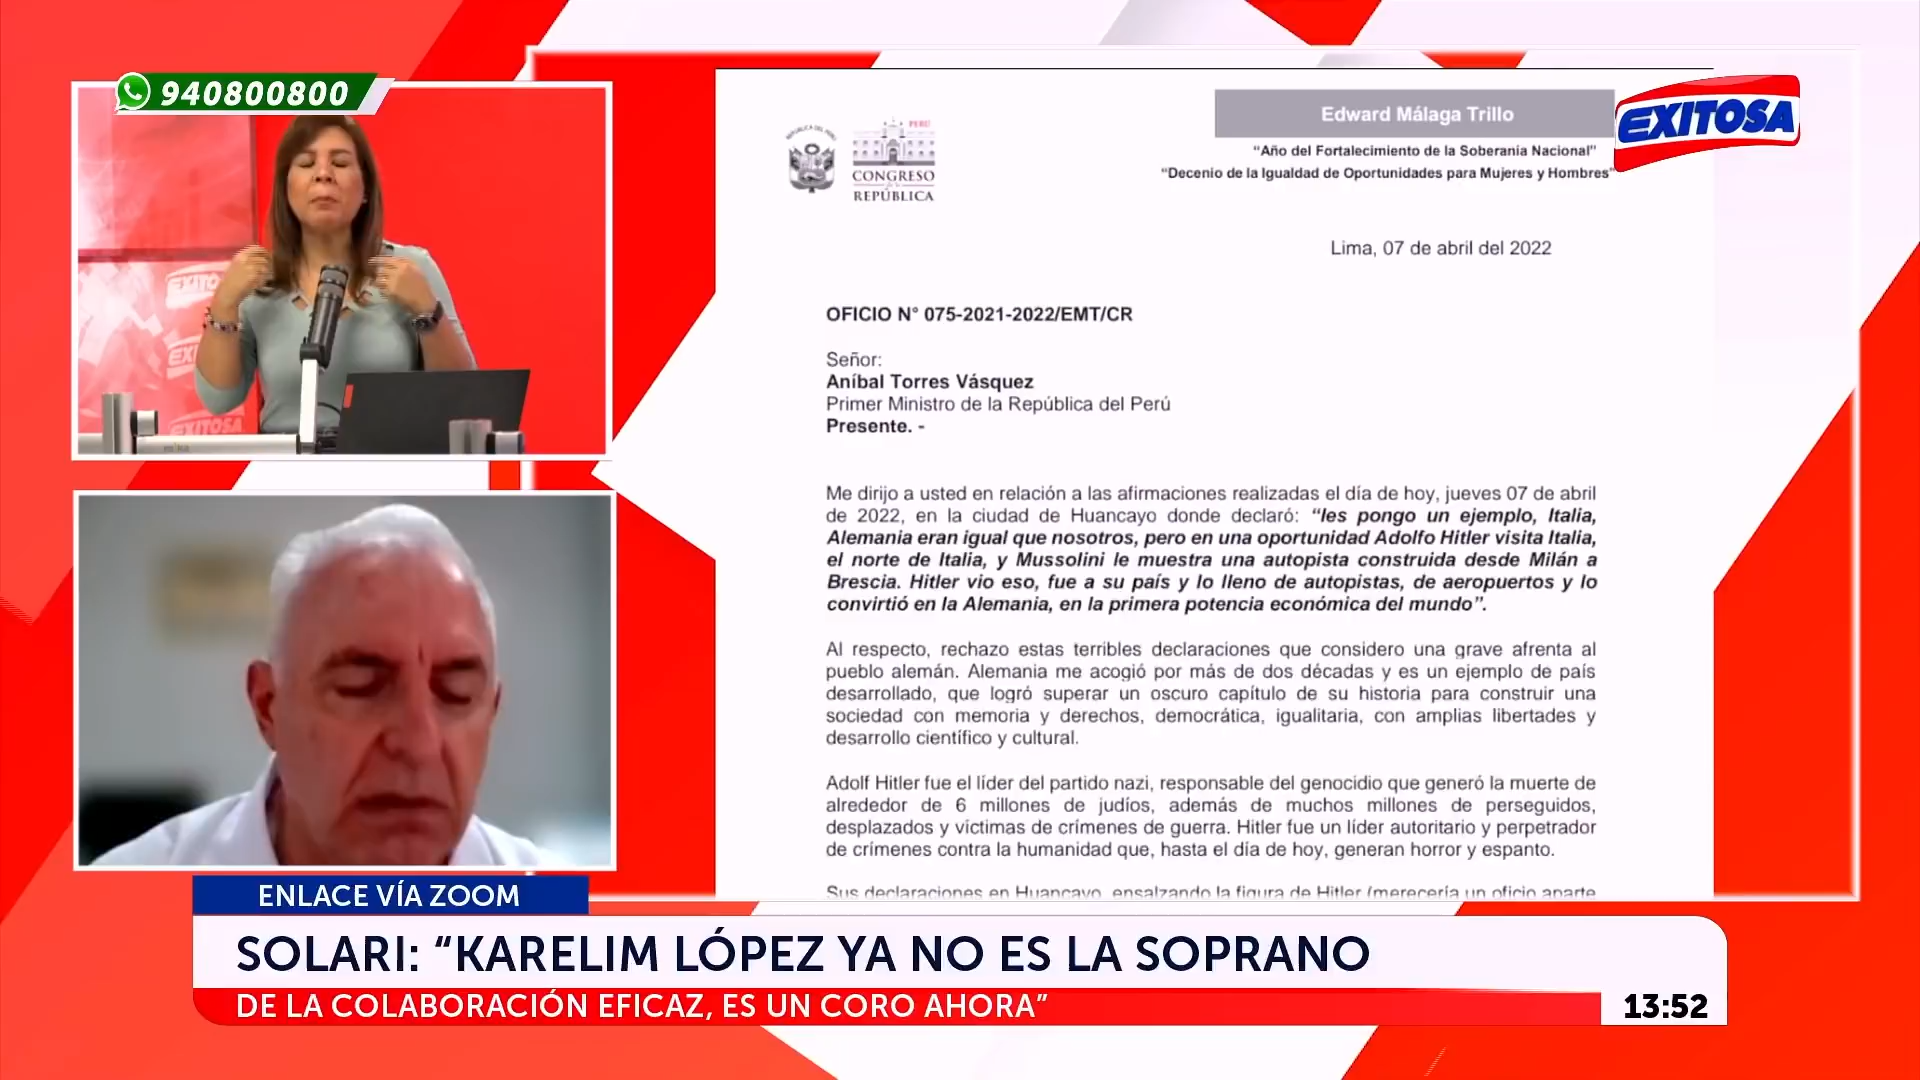 940800800
EXITOSA
Edward Málaga Trillo
“Año del Fortalecimiento de la Soberanía Nacional”
“Decenio de la Igualdad de Oportunidades para Mujeres y Hombres”
REPÚBLICA DEL PERÚ
PERÚ
CONGRESO
de la
REPÚBLICA
Lima, 07 de abril del 2022
OFICIO N° 075-2021-2022/EMT/CR
Señor:
Aníbal Torres Vásquez
Primer Ministro de la República del Perú
Presente. -
Me dirijo a usted en relación a las afirmaciones realizadas el día de hoy, jueves 07 de abril
de 2022, en la ciudad de Huancayo donde declaró: “les pongo un ejemplo, Italia,
Alemania eran igual que nosotros, pero en una oportunidad Adolfo Hitler visita Italia,
el norte de Italia, y Mussolini le muestra una autopista construida desde Milán a
Brescia. Hitler vio eso, fue a su país y lo lleno de autopistas, de aeropuertos y lo
convirtió en la Alemania, en la primera potencia económica del mundo”.
Al respecto, rechazo estas terribles declaraciones que considero una grave afrenta al
pueblo alemán. Alemania me acogió por más de dos décadas y es un ejemplo de país
desarrollado, que logró superar un oscuro capítulo de su historia para construir una
sociedad con memoria y derechos, democrática, igualitaria, con amplias libertades y
desarrollo científico y cultural.
Adolf Hitler fue el líder del partido nazi, responsable del genocidio que generó la muerte de
alrededor de 6 millones de judíos, además de muchos millones de perseguidos,
desplazados y víctimas de crímenes de guerra. Hitler fue un líder autoritario y perpetrador
de crímenes contra la humanidad que, hasta el día de hoy, generan horror y espanto.
Sus declaraciones en Huancayo, ensalzando la figura de Hitler (merecería un oficio aparte
EXITOSA
EXITOSA
ENLACE VÍA ZOOM
SOLARI: “KARELIM LÓPEZ YA NO ES LA SOPRANO
DE LA COLABORACIÓN EFICAZ, ES UN CORO AHORA”
13:52